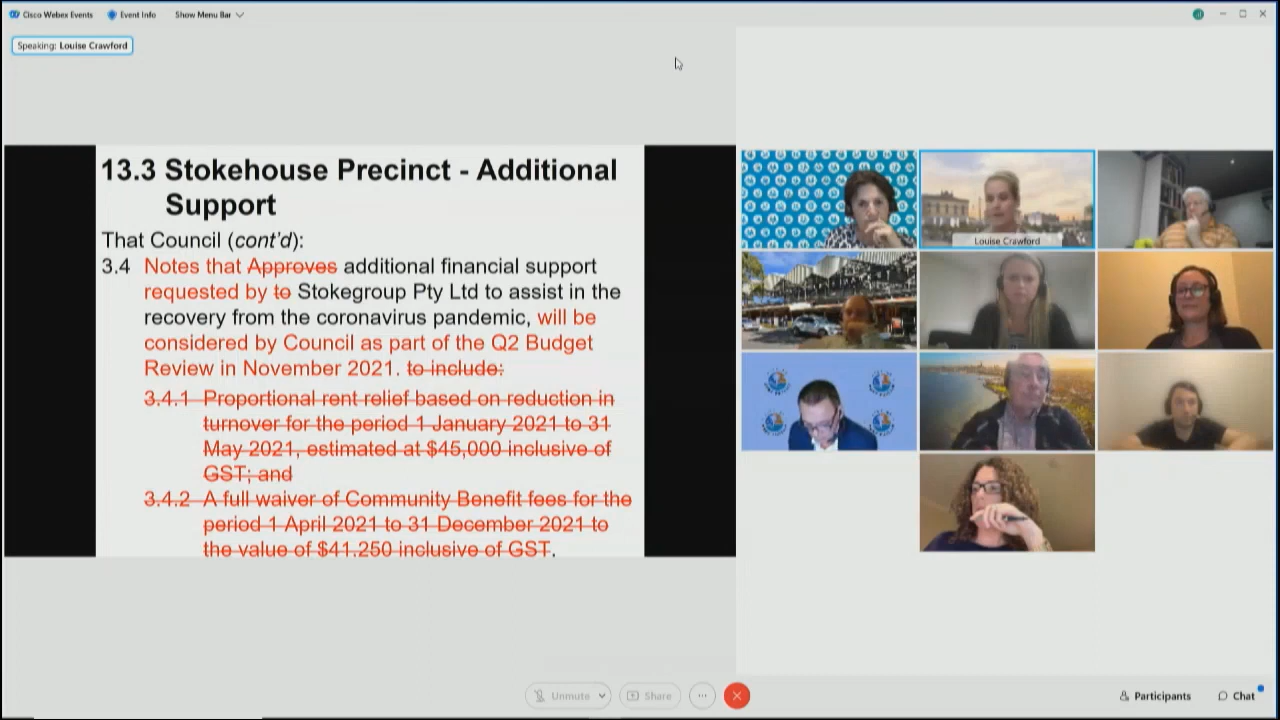 Cisco Webex Events
Event Info
Show Menu Bar
Speaking: Louise Crawford
13.3 Stokehouse Precinct - Additional
Support
That Council (cont'd):
3.4 Notes that Approves additional financial support
requested by to Stokegroup Pty Ltd to assist in the
recovery from the coronavirus pandemic, will be
considered by Council as part of the Q2 Budget
Review in November 2021. to include:
3.4.1 Proportional rent relief based on reduction in
turnover for the period 1 January 2021 to 31
May 2021, estimated at $45,000 inclusive of
GST; and
3.4.2 A full waiver of Community Benefit fees for the
period 1 April 2021 to 31 December 2021 to
the value of $41,250 inclusive of GST.
Louise Crawford
Unmute
Share
Participants
Chat